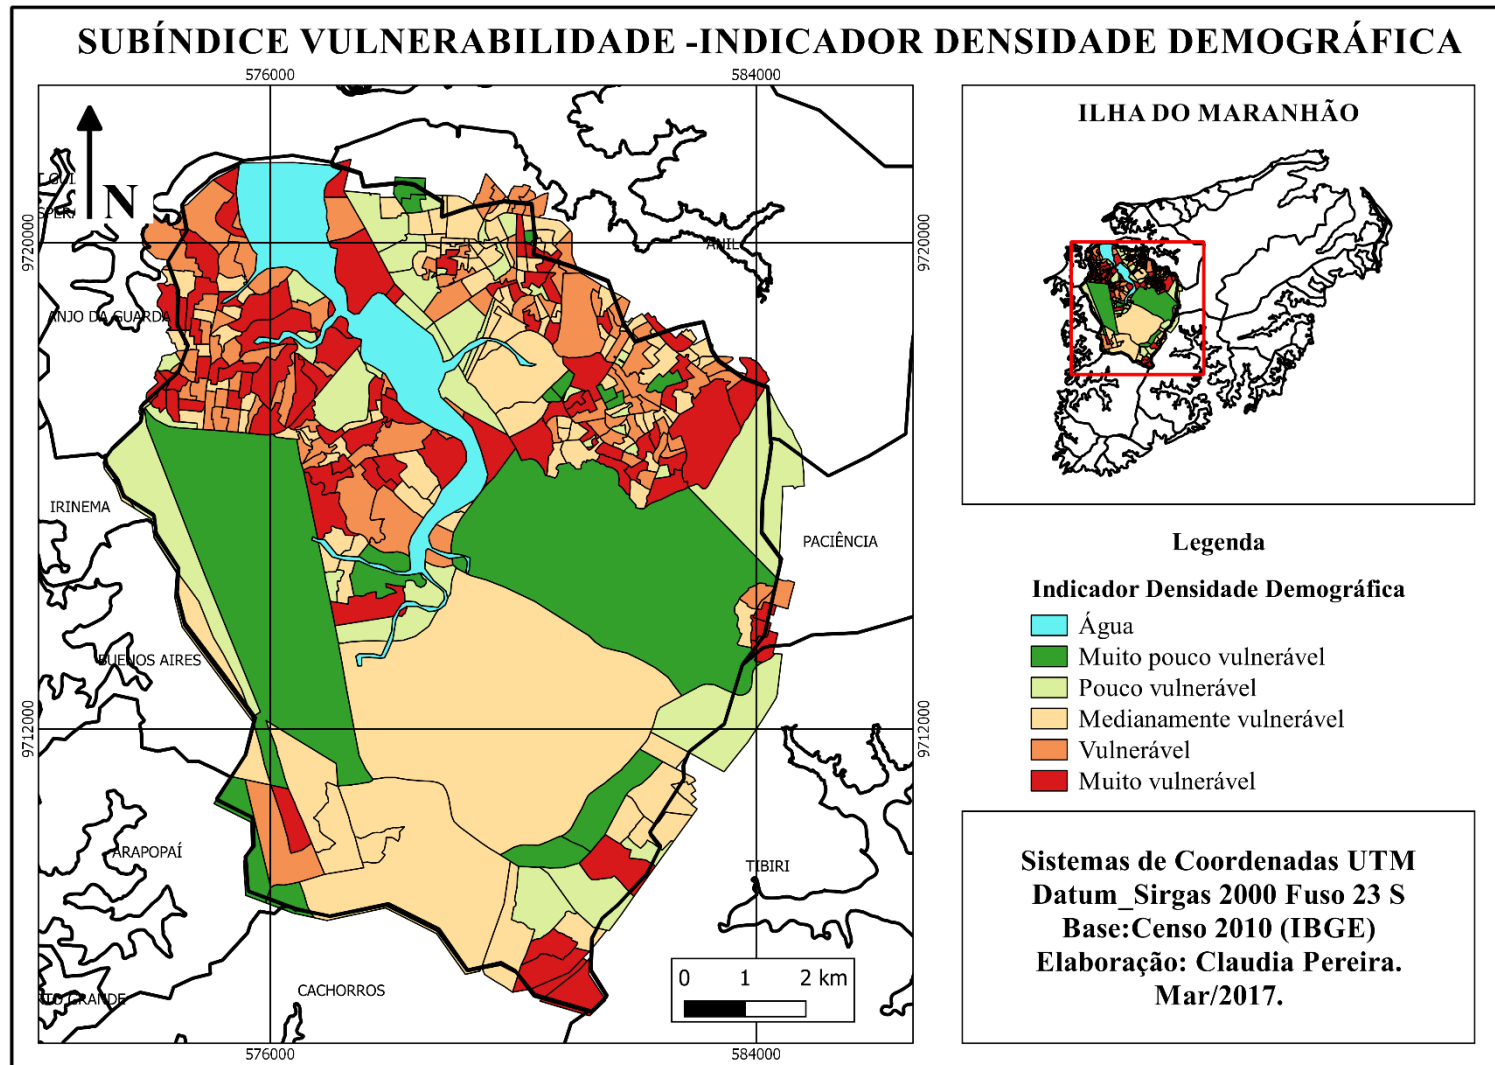 SUBÍNDICE VULNERABILIDADE -INDICADOR DENSIDADE DEMOGRÁFICA
576000
584000
N
9720000
9720000
ANIL
ANJO DA GUARDA
IRINEMA
PACIÊNCIA
BUENOS AIRES
9712000
9712000
ARAPOPAÍ
TIBIRI
CACHORROS
GRANDE
0 1 2 km
576000
584000
ILHA DO MARANHÃO
Legenda
Indicador Densidade Demográfica
Água
Muito pouco vulnerável
Pouco vulnerável
Medianamente vulnerável
Vulnerável
Muito vulnerável
Sistemas de Coordenadas UTM
Datum_Sirgas 2000 Fuso 23 S
Base:Censo 2010 (IBGE)
Elaboração: Claudia Pereira.
Mar/2017.